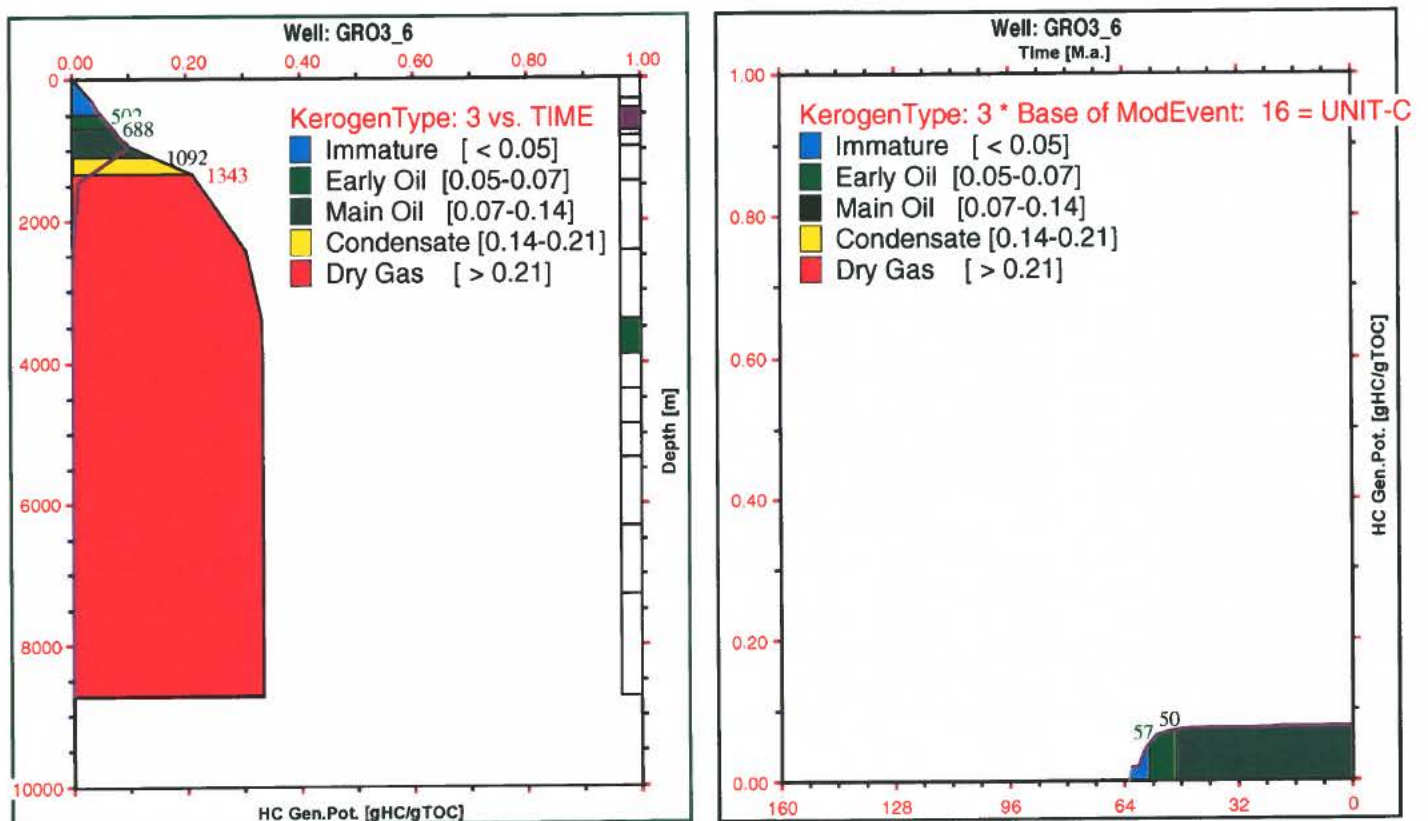 Well: GRO3_6
0.00 0.20 0.40 0.60 0.80 1.00
0
2000
4000
6000
8000
10000
688
1092
1343
KerogenType: 3 vs. TIME
Immature [ < 0.05]
Early Oil [0.05-0.07]
Main Oil [0.07-0.14]
Condensate [0.14-0.21]
Dry Gas [ > 0.21]
Depth [m]
HC Gen.Pot. [gHC/gTOC]
Well: GRO3_6
Time [M.a.]
1.00
0.80
0.60
0.40
0.20
0.00
KerogenType: 3 * Base of ModEvent: 16 = UNIT-C
Immature [ < 0.05]
Early Oil [0.05-0.07]
Main Oil [0.07-0.14]
Condensate [0.14-0.21]
Dry Gas [ > 0.21]
HC Gen.Pot. [gHC/gTOC]
57 50
160 128 96 64 32 0